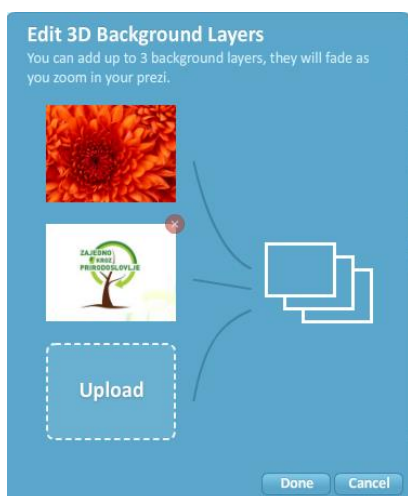 Edit 3D Background Layers
You can add up to 3 background layers, they will fade as
you zoom in your prezi.
ZAJEDNO
KROZ
PRIRODOSLOVLJE
Upload
Done
Cancel